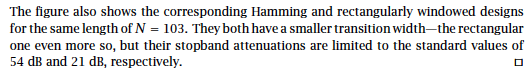 The figure also shows the corresponding Hamming and rectangularly windowed designs
for the same length of N = 103. They both have a smaller transition width—the rectangular
one even more so, but their stopband attenuations are limited to the standard values of
54 dB and 21 dB, respectively. □